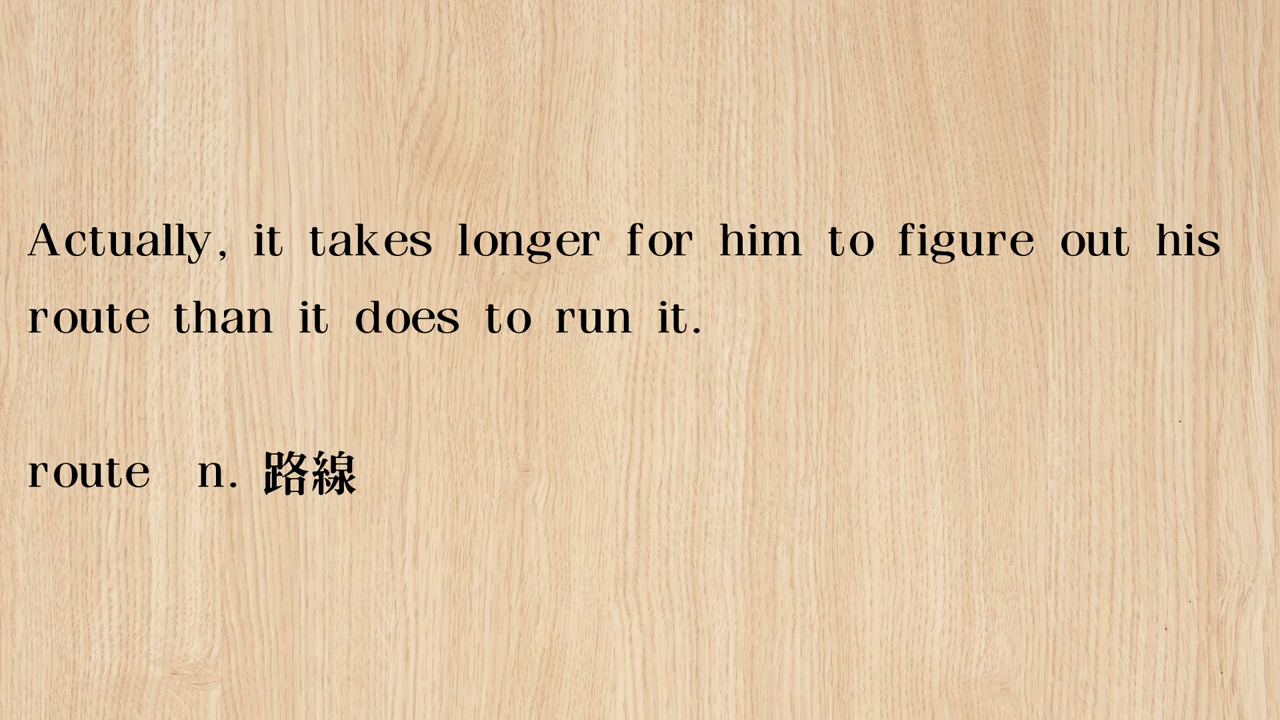 Actually, it takes longer for him to figure out his
route than it does to run it.
route n. 路線